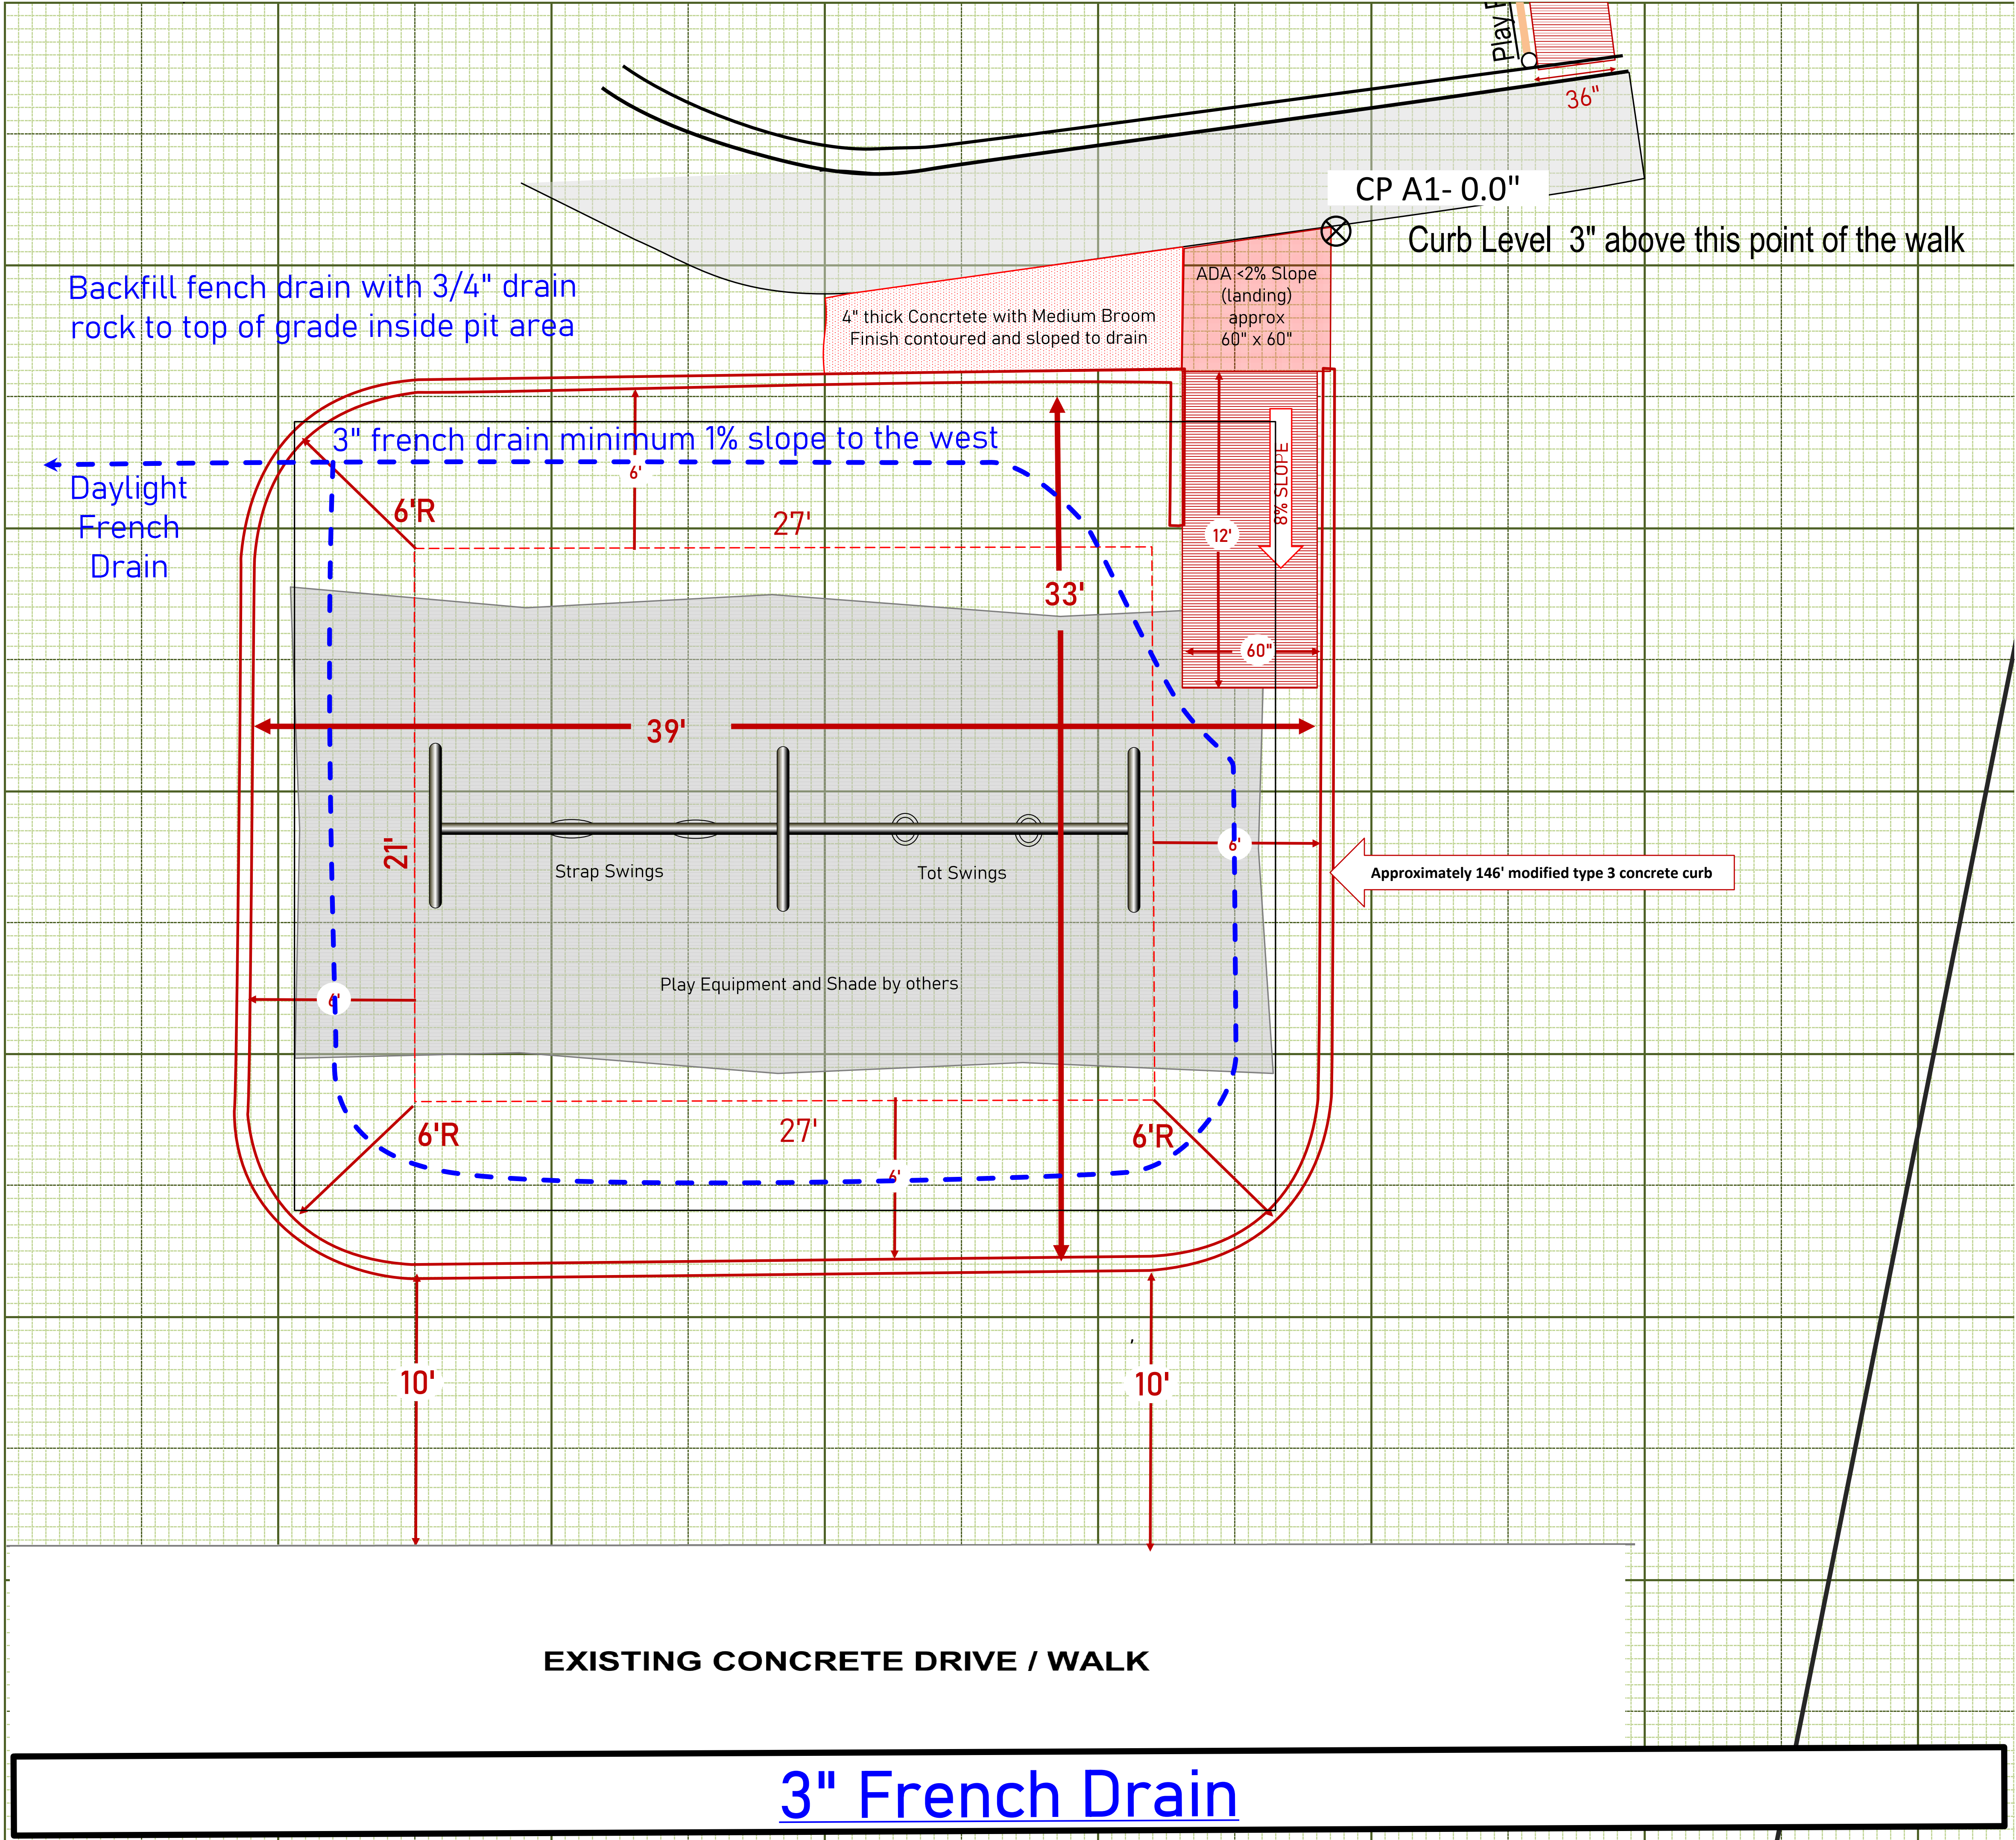 Play
36"
CP A1- 0.0"
Curb Level 3" above this point of the walk
Backfill fench drain with 3/4" drain
rock to top of grade inside pit area
ADA <2% Slope
(landing)
approx
60" x 60"
4" thick Concrtete with Medium Broom
Finish contoured and sloped to drain
3" french drain minimum 1% slope to the west
Daylight
French
Drain
6'
6'R
27'
8% SLOPE
12'
33'
60"
39'
21'
6'
Strap Swings
Tot Swings
Approximately 146' modified type 3 concrete curb
Play Equipment and Shade by others
6'
6'R
27'
6'R
6'
10'
10'
EXISTING CONCRETE DRIVE / WALK
3" French Drain